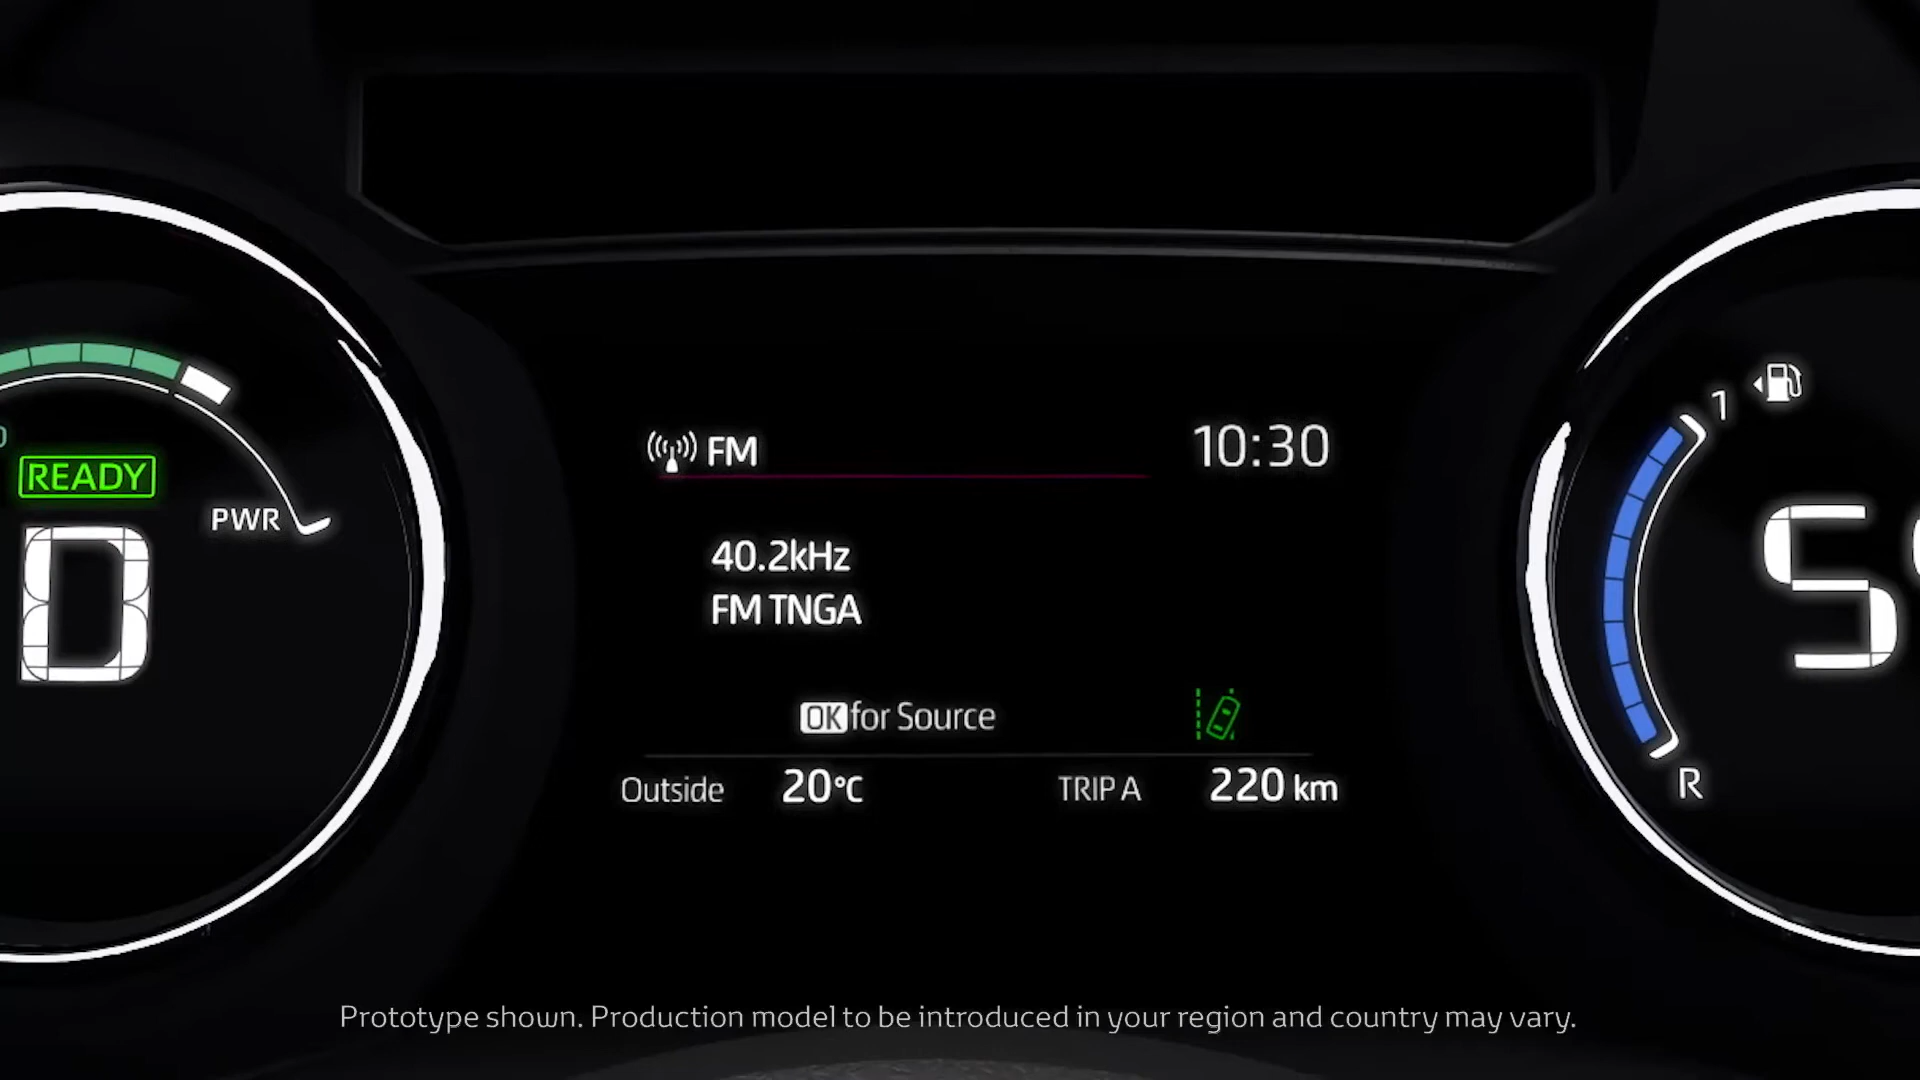 FM
10:30
40.2kHz
FM TNGA
OK for Source
Outside 20°C TRIP A 220 km
READY
PWR
D
1
5
R
Prototype shown. Production model to be introduced in your region and country may vary.